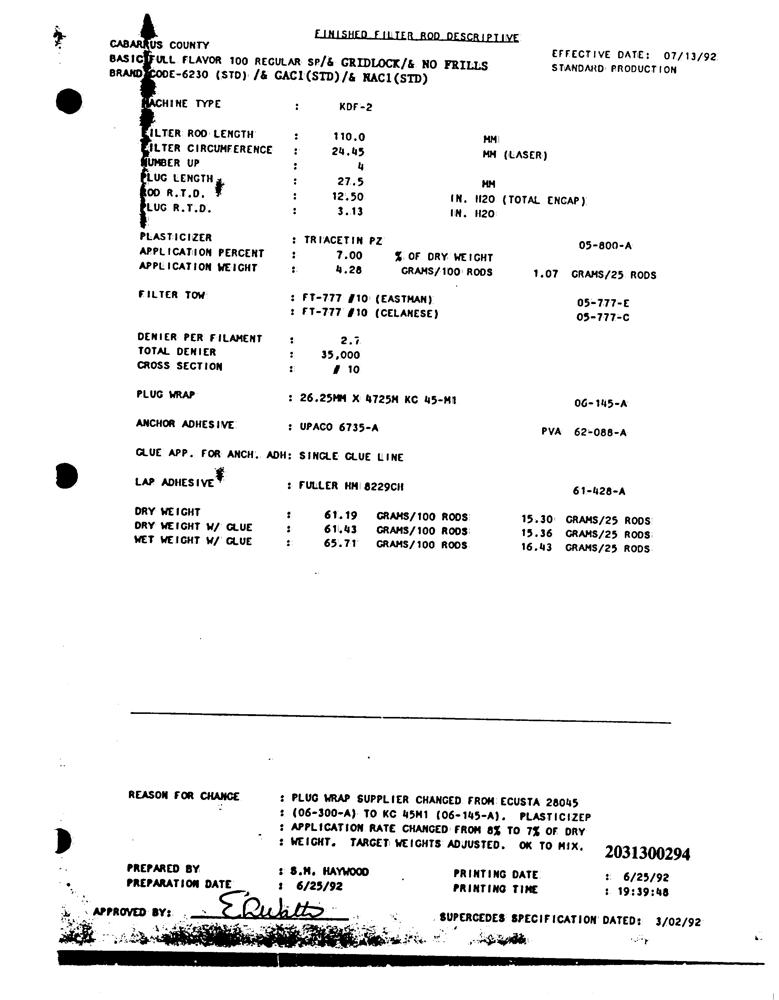 FINISHED FILTER ROD DESCRIPTIVE
CABARRUS COUNTY
EFFECTIVE DATE: 07/13/92
BASIC FULL FLAVOR 100 REGULAR SP/& GRIDLOCK/& NO FRILLS
STANDARD PRODUCTION
BRAND CODE-6230 (STD) /& GAC1(STD)/& NAC1(STD)
MACHINE TYPE : KDF-2
FILTER ROD LENGTH : 110.0 MM
FILTER CIRCUMFERENCE : 24.45 MM (LASER)
NUMBER UP : 4
PLUG LENGTH : 27.5 MM
ROD R.T.D. : 12.50 IN. H2O (TOTAL ENCAP)
PLUG R.T.D. : 3.13 IN. H2O
PLASTICIZER : TRIACETIN PZ 05-800-A
APPLICATION PERCENT : 7.00 % OF DRY WEIGHT
APPLICATION WEIGHT : 4.28 GRAMS/100 RODS 1.07 GRAMS/25 RODS
FILTER TOW : FT-777 #10 (EASTMAN) 05-777-E
: FT-777 #10 (CELANESE) 05-777-C
DENIER PER FILAMENT : 2.7
TOTAL DENIER : 35,000
CROSS SECTION : # 10
PLUG WRAP : 26.25MM X 4725M KC 45-M1 06-145-A
ANCHOR ADHESIVE : UPACO 6735-A PVA 62-088-A
GLUE APP. FOR ANCH. ADH: SINGLE GLUE LINE
LAP ADHESIVE : FULLER HM 8229CH 61-428-A
DRY WEIGHT : 61.19 GRAMS/100 RODS 15.30 GRAMS/25 RODS
DRY WEIGHT W/ GLUE : 61.43 GRAMS/100 RODS 15.36 GRAMS/25 RODS
WET WEIGHT W/ GLUE : 65.71 GRAMS/100 RODS 16.43 GRAMS/25 RODS
REASON FOR CHANGE : PLUG WRAP SUPPLIER CHANGED FROM ECUSTA 28045
: (06-300-A) TO KC 45M1 (06-145-A). PLASTICIZER
: APPLICATION RATE CHANGED FROM 8% TO 7% OF DRY
: WEIGHT. TARGET WEIGHTS ADJUSTED. OK TO MIX.
2031300294
PREPARED BY : S.M. HAYWOOD PRINTING DATE : 6/25/92
PREPARATION DATE : 6/25/92 PRINTING TIME : 19:39:48
APPROVED BY: E.R. Watts
SUPERCEDES SPECIFICATION DATED: 3/02/92